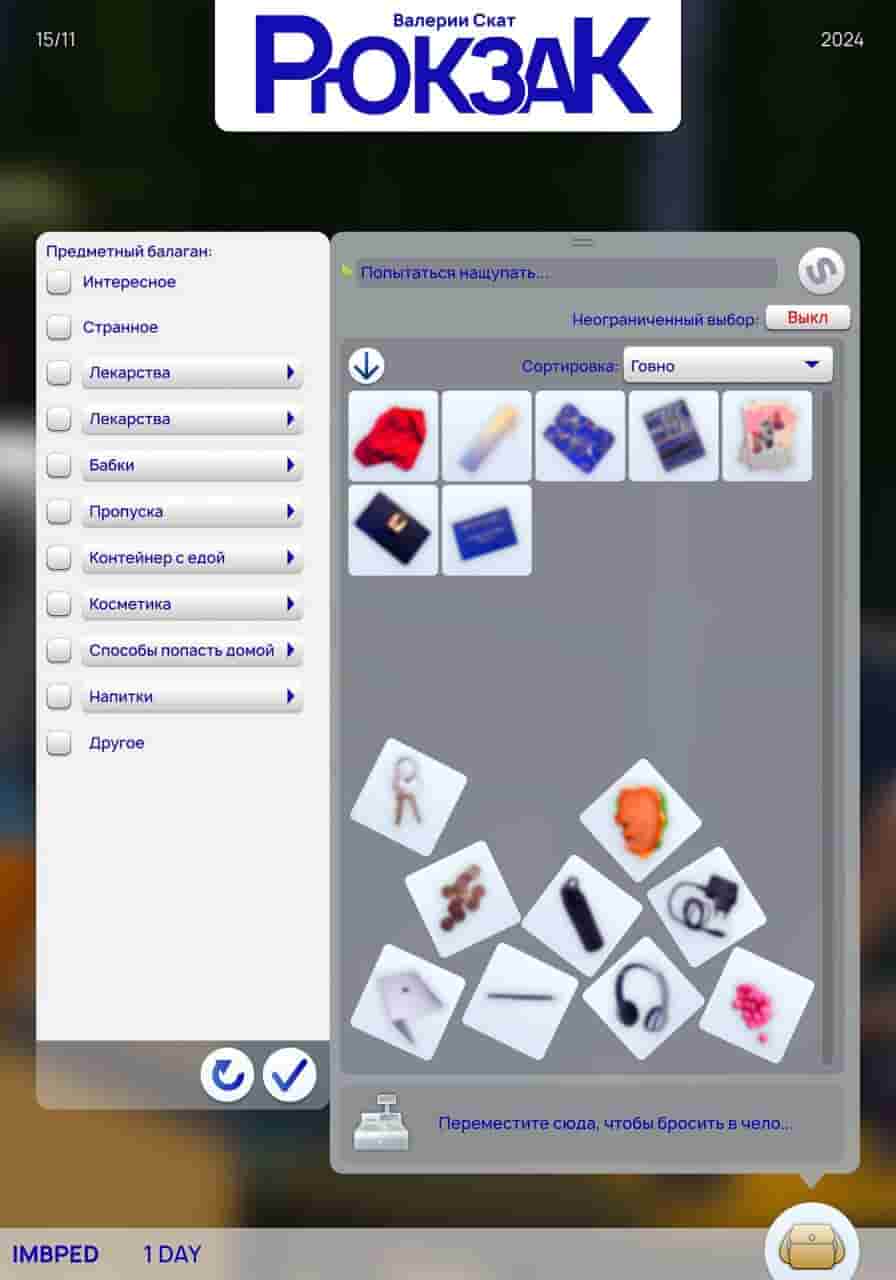 15/11
Валерии Скат
РЮКЗАК
2024
Предметный балаган:
Интересное
Странное
Лекарства
Лекарства
Бабки
Пропуска
Контейнер с едой
Косметика
Способы попасть домой
Напитки
Другое
Попытаться нащупать...
Неограниченный выбор: Выкл
Сортировка: Говно
Переместите сюда, чтобы бросить в чело...
IMBPED 1 DAY